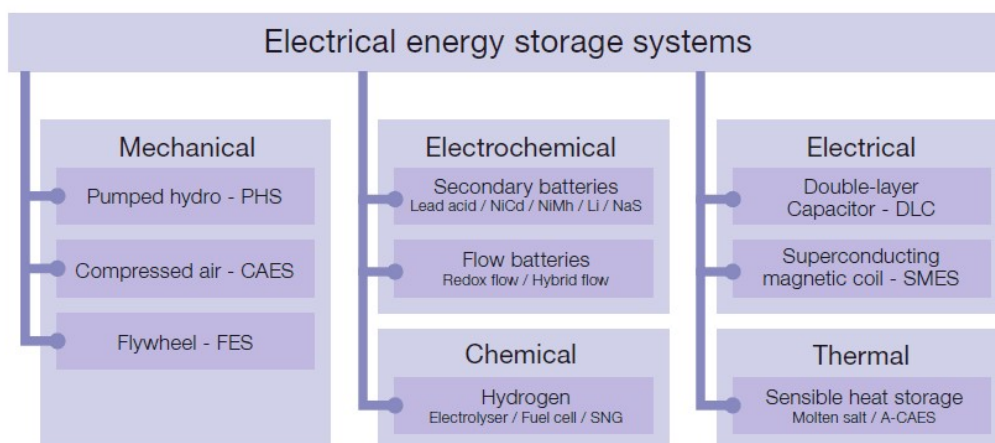 Electrical energy storage systems
Mechanical
Pumped hydro - PHS
Compressed air - CAES
Flywheel - FES
Electrochemical
Secondary batteries
Lead acid / NiCd / NiMh / Li / NaS
Flow batteries
Redox flow / Hybrid flow
Chemical
Hydrogen
Electrolyser / Fuel cell / SNG
Electrical
Double-layer
Capacitor - DLC
Superconducting
magnetic coil - SMES
Thermal
Sensible heat storage
Molten salt / A-CAES